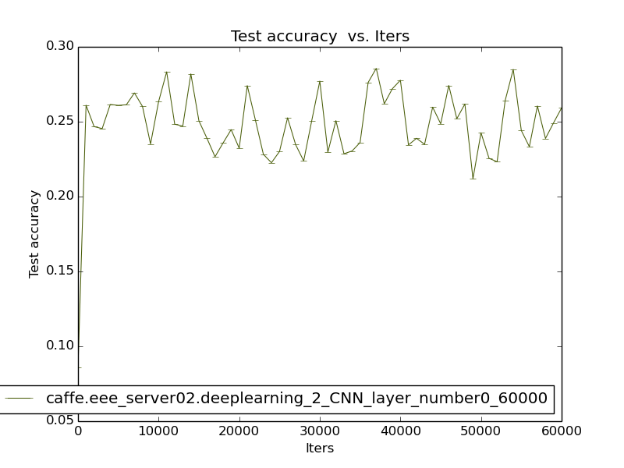 Test accuracy vs. Iters
0.30
0.25
0.20
0.15
0.10
0.05
Test accuracy
caffe.eee_server02.deeplearning_2_CNN_layer_number0_60000
0 10000 20000 30000 40000 50000 60000
Iters